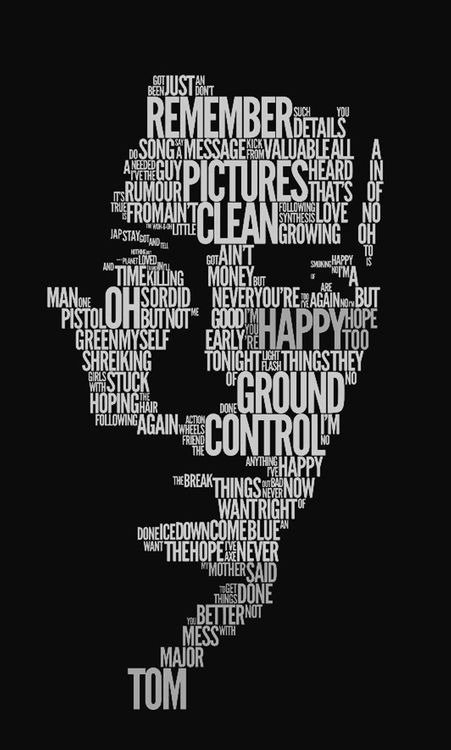 GOT JUST AN
BEEN DON'T
REMEMBER SUCH YOU
DETAILS
DO SONG SAY A MESSAGE KICK FROM VALUABLE ALL A
A NEEDED I'VE THE GUY PICTURES HEARD IN
IT'S RUMOUR THAT'S OF
TRUE IS FROM AIN'T CLEAN FOLLOWING SYNTHESIS LOVE NO
LITTLE GROWING OH
JAP STAY GOT AND TELL TO
GOT AIN'T IS
PLANET LOVED SMOKING HAPPY
AND TIME KILLING MONEY BUT OF NO I'M A
MAN ONE OH SORDID NEVER YOU'RE TOO I'VE ARE AGAIN BUT
PISTOL BUT NOT ME GOOD I'M YOU HAPPY HOPE
GREEN MYSELF EARLY 'RE TOO
SHREIKING TONIGHT LIGHT FLASH THINGS THEY
GIRLS WITH STUCK OF GROUND NO
HOPING THE HAIR DONE
FOLLOWING AGAIN ACTION WHEELS CONTROL I'M
FRIEND THE NO
ANYTHING I'VE HAPPY
THE BREAK THINGS OUT BAD NEVER NOW
WANT RIGHT OF
DONE ICE DOWN COME BLUE AN
WANT THE HOPE I'VE AXE NEVER
MY MOTHER SAID
TO GET THINGS DONE
YOU BETTER NOT
MESS WITH
MAJOR
TOM